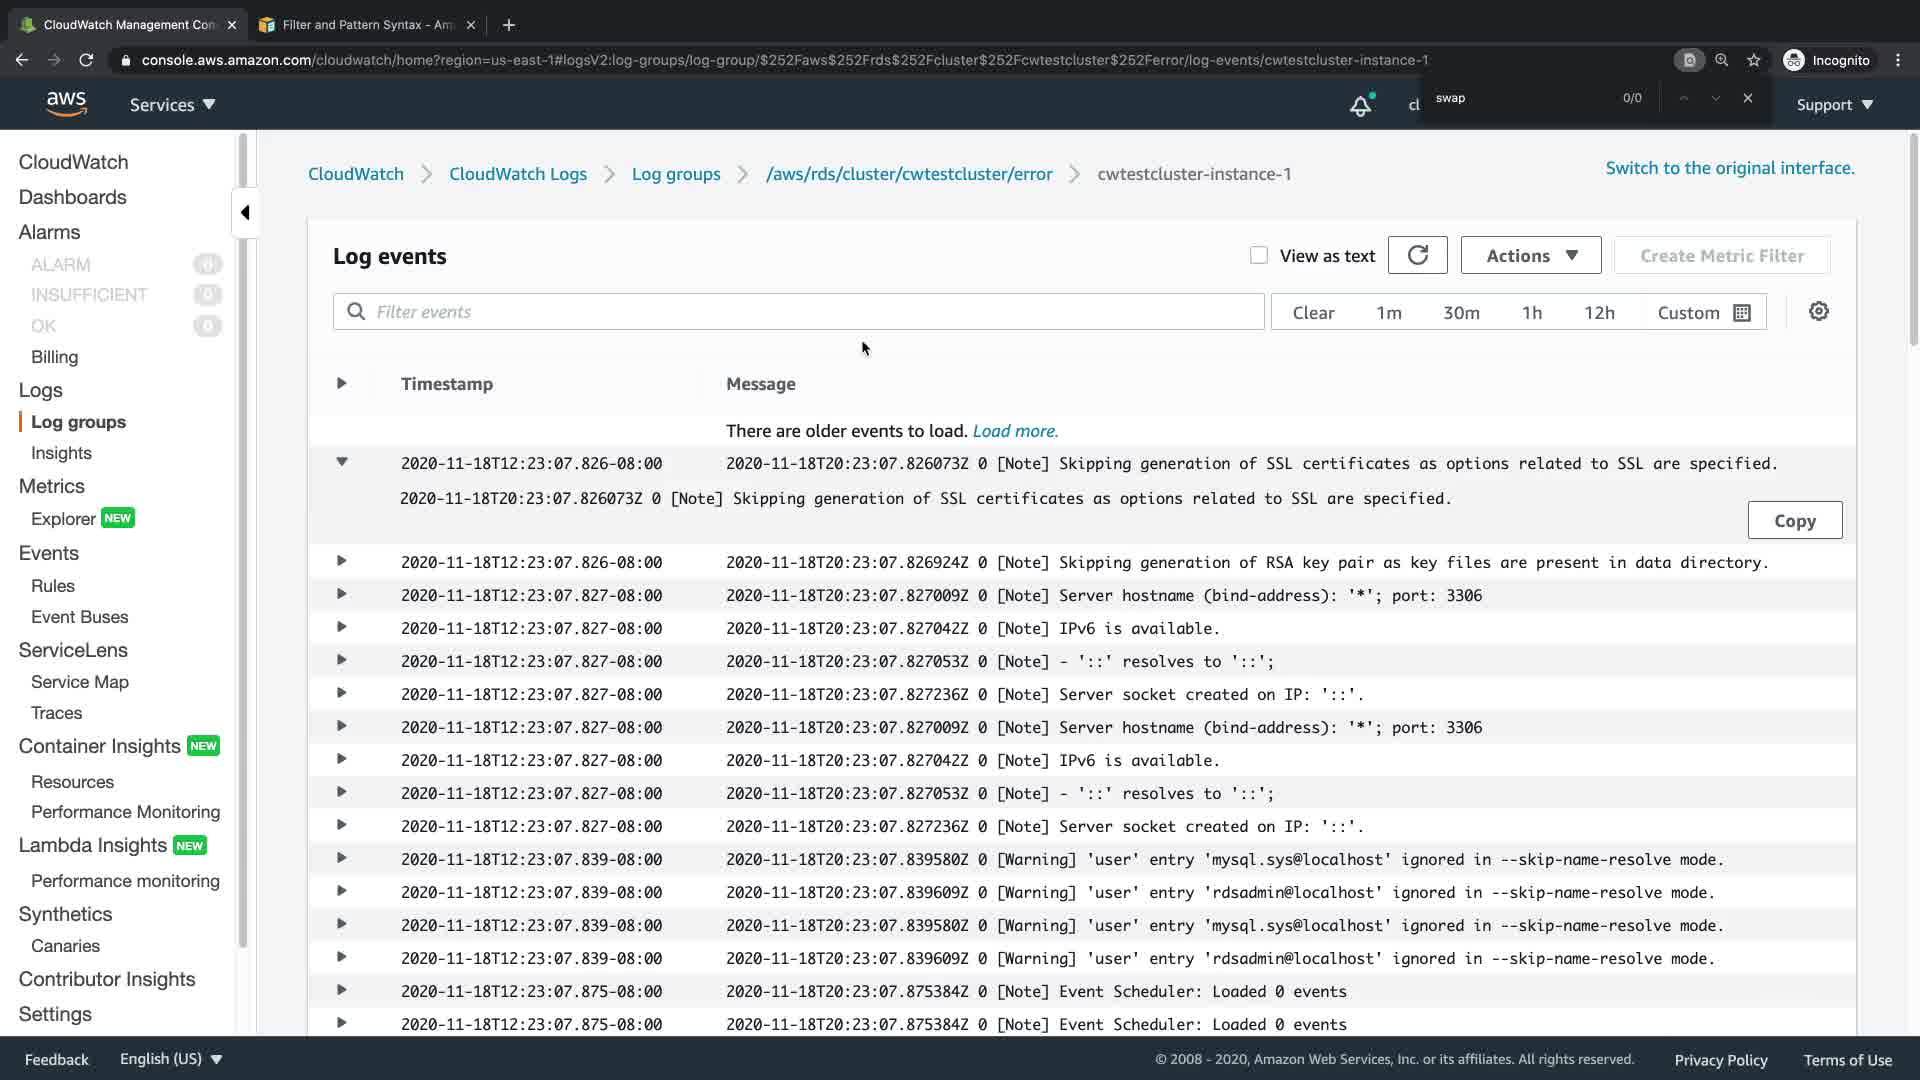 CloudWatch Management Con
Filter and Pattern Syntax - Am
console.aws.amazon.com/cloudwatch/home?region=us-east-1#logsV2:log-groups/log-group/$252Faws$252Frds$252Fcluster$252Fcwtestcluster$252Ferror/log-events/cwtestcluster-instance-1
Incognito
aws
Services
cl
swap
0/0
Support
CloudWatch
Dashboards
Alarms
ALARM 0
INSUFFICIENT 0
OK 0
Billing
Logs
Log groups
Insights
Metrics
Explorer NEW
Events
Rules
Event Buses
ServiceLens
Service Map
Traces
Container Insights NEW
Resources
Performance Monitoring
Lambda Insights NEW
Performance monitoring
Synthetics
Canaries
Contributor Insights
Settings
CloudWatch CloudWatch Logs Log groups /aws/rds/cluster/cwtestcluster/error cwtestcluster-instance-1
Switch to the original interface.
Log events
View as text
Actions
Create Metric Filter
Filter events
Clear 1m 30m 1h 12h Custom
Timestamp Message
There are older events to load. Load more.
2020-11-18T12:23:07.826-08:00 2020-11-18T20:23:07.826073Z 0 [Note] Skipping generation of SSL certificates as options related to SSL are specified.
2020-11-18T20:23:07.826073Z 0 [Note] Skipping generation of SSL certificates as options related to SSL are specified.
Copy
2020-11-18T12:23:07.826-08:00 2020-11-18T20:23:07.826924Z 0 [Note] Skipping generation of RSA key pair as key files are present in data directory.
2020-11-18T12:23:07.827-08:00 2020-11-18T20:23:07.827009Z 0 [Note] Server hostname (bind-address): '*'; port: 3306
2020-11-18T12:23:07.827-08:00 2020-11-18T20:23:07.827042Z 0 [Note] IPv6 is available.
2020-11-18T12:23:07.827-08:00 2020-11-18T20:23:07.827053Z 0 [Note] - '::' resolves to '::';
2020-11-18T12:23:07.827-08:00 2020-11-18T20:23:07.827236Z 0 [Note] Server socket created on IP: '::'.
2020-11-18T12:23:07.827-08:00 2020-11-18T20:23:07.827009Z 0 [Note] Server hostname (bind-address): '*'; port: 3306
2020-11-18T12:23:07.827-08:00 2020-11-18T20:23:07.827042Z 0 [Note] IPv6 is available.
2020-11-18T12:23:07.827-08:00 2020-11-18T20:23:07.827053Z 0 [Note] - '::' resolves to '::';
2020-11-18T12:23:07.827-08:00 2020-11-18T20:23:07.827236Z 0 [Note] Server socket created on IP: '::'.
2020-11-18T12:23:07.839-08:00 2020-11-18T20:23:07.839580Z 0 [Warning] 'user' entry 'mysql.sys@localhost' ignored in --skip-name-resolve mode.
2020-11-18T12:23:07.839-08:00 2020-11-18T20:23:07.839609Z 0 [Warning] 'user' entry 'rdsadmin@localhost' ignored in --skip-name-resolve mode.
2020-11-18T12:23:07.839-08:00 2020-11-18T20:23:07.839580Z 0 [Warning] 'user' entry 'mysql.sys@localhost' ignored in --skip-name-resolve mode.
2020-11-18T12:23:07.839-08:00 2020-11-18T20:23:07.839609Z 0 [Warning] 'user' entry 'rdsadmin@localhost' ignored in --skip-name-resolve mode.
2020-11-18T12:23:07.875-08:00 2020-11-18T20:23:07.875384Z 0 [Note] Event Scheduler: Loaded 0 events
2020-11-18T12:23:07.875-08:00 2020-11-18T20:23:07.875384Z 0 [Note] Event Scheduler: Loaded 0 events
Feedback English (US)
© 2008 - 2020, Amazon Web Services, Inc. or its affiliates. All rights reserved. Privacy Policy Terms of Use